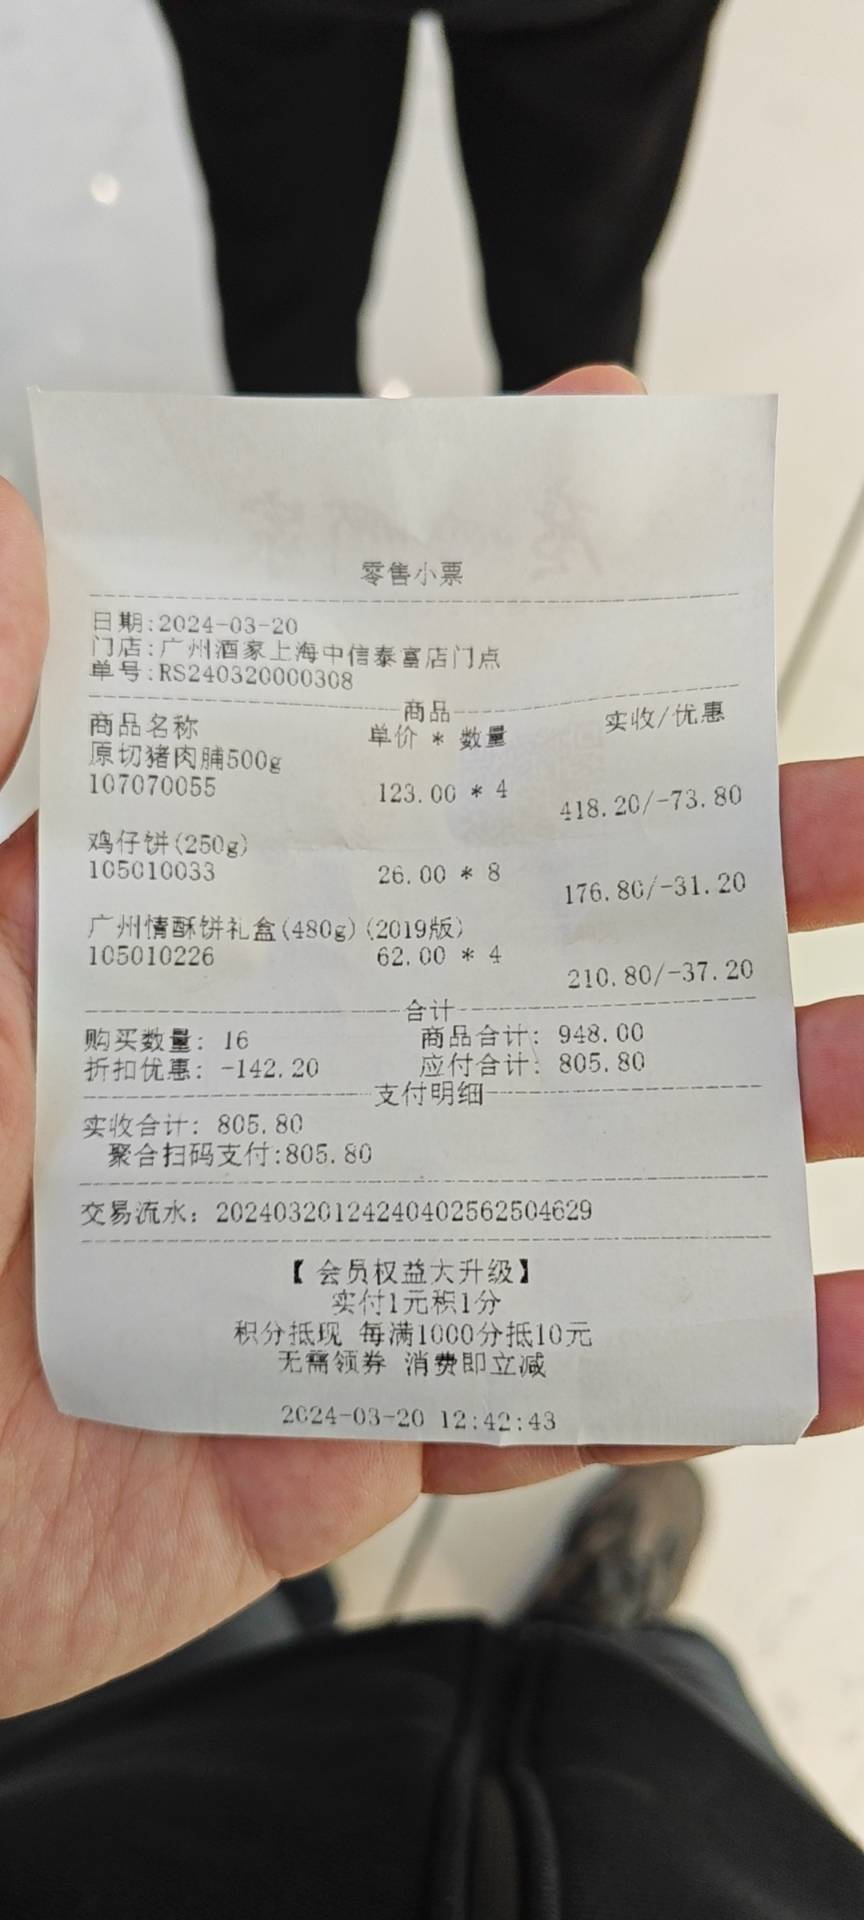 零售小票
日期:2024-03-20
门店:广州酒家上海中信泰富店门点
单号:RS240320000308
商品
商品名称 单价 * 数量 实收/优惠
原切猪肉脯500g
107070055 123.00 * 4 418.20/-73.80
鸡仔饼(250g)
105010033 26.00 * 8 176.80/-31.20
广州情酥饼礼盒(480g)(2019版)
105010226 62.00 * 4 210.80/-37.20
合计
购买数量: 16 商品合计: 948.00
折扣优惠: -142.20 应付合计: 805.80
支付明细
实收合计: 805.80
聚合扫码支付:805.80
交易流水: 202403201242404025625046​29
【 会员权益大升级】
实付1元积1分
积分抵现 每满1000分抵10元
无需领券 消费即立减
2024-03-20 12:42:43